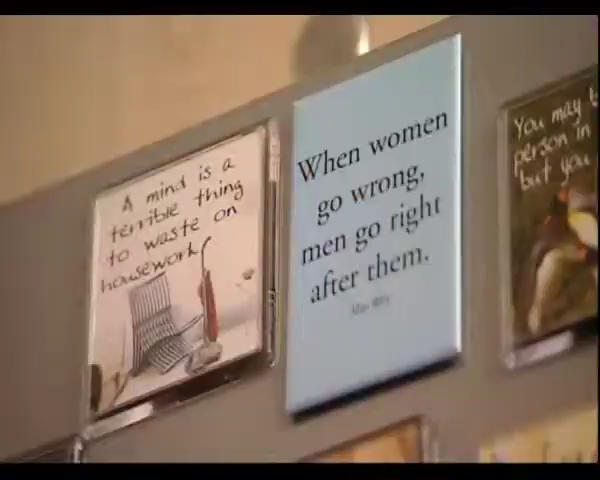 A mind is a
terrible thing
to waste on
housework
When women
go wrong,
men go right
after them.
You may
person in
but you